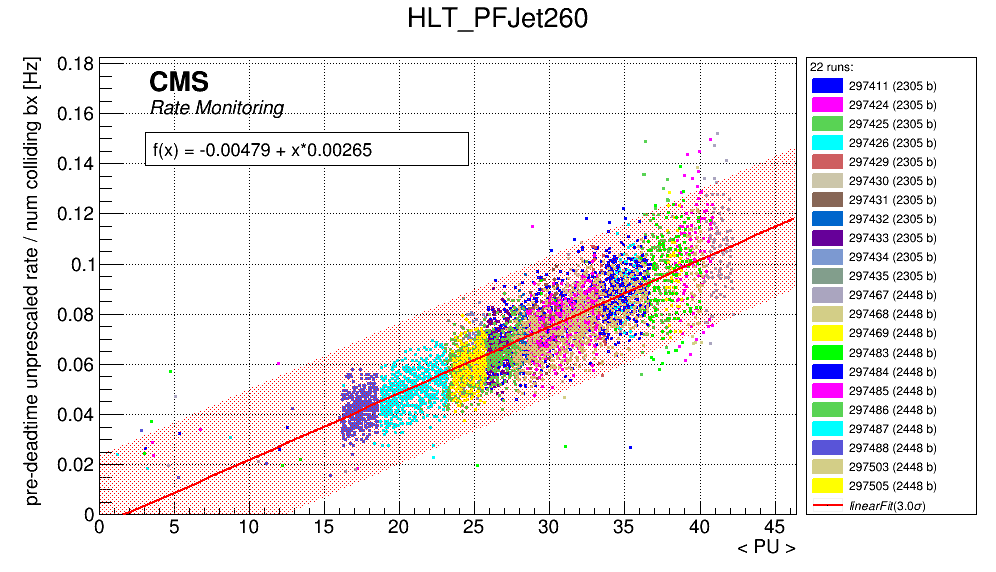 HLT_PFJet260
pre-deadtime unprescaled rate / num colliding bx [Hz]
0.18
0.16
0.14
0.12
0.1
0.08
0.06
0.04
0.02
0
CMS
Rate Monitoring
f(x) = -0.00479 + x*0.00265
0 5 10 15 20 25 30 35 40 45
< PU >
22 runs:
297411 (2305 b)
297424 (2305 b)
297425 (2305 b)
297426 (2305 b)
297429 (2305 b)
297430 (2305 b)
297431 (2305 b)
297432 (2305 b)
297433 (2305 b)
297434 (2305 b)
297435 (2305 b)
297467 (2448 b)
297468 (2448 b)
297469 (2448 b)
297483 (2448 b)
297484 (2448 b)
297485 (2448 b)
297486 (2448 b)
297487 (2448 b)
297488 (2448 b)
297503 (2448 b)
297505 (2448 b)
linearFit(3.0σ)